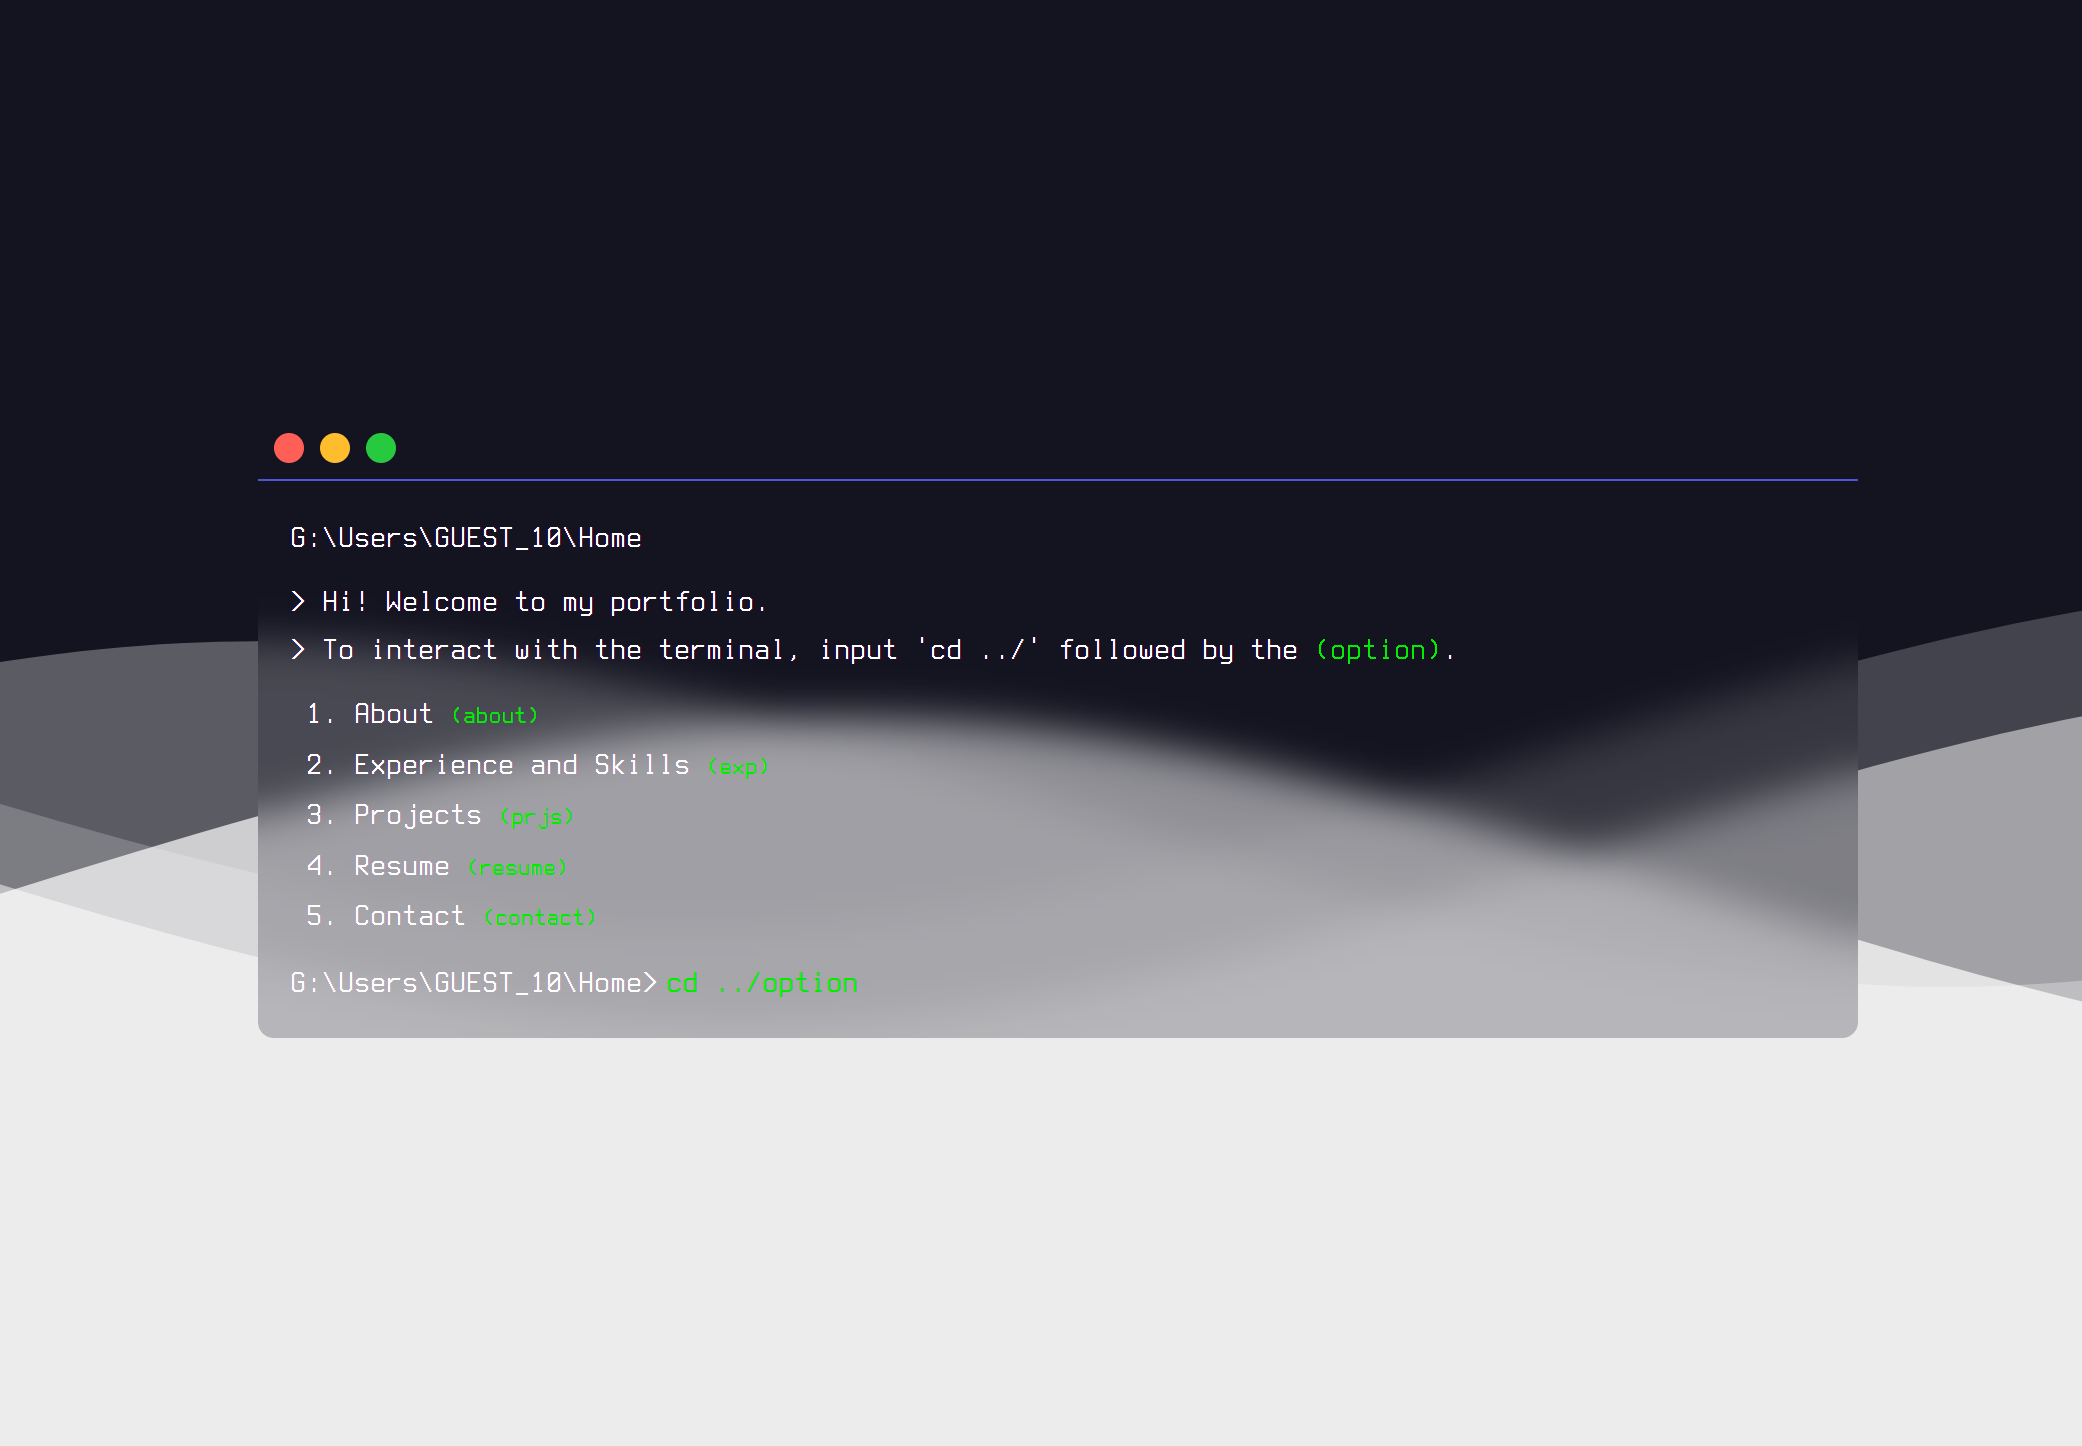 G:\Users\GUEST_10\Home
> Hi! Welcome to my portfolio.
> To interact with the terminal, input 'cd ../' followed by the (option).
1. About (about)
2. Experience and Skills (exp)
3. Projects (prjs)
4. Resume (resume)
5. Contact (contact)
G:\Users\GUEST_10\Home> cd ../option